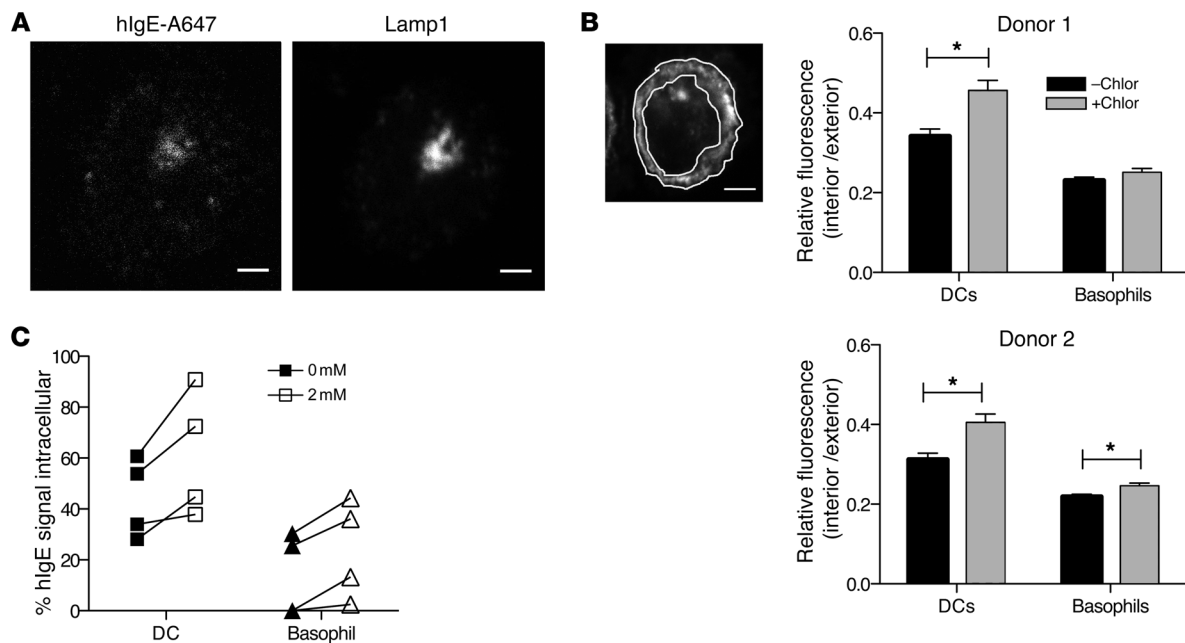 A
hIgE-A647
Lamp1
B
Donor 1
Relative fluorescence
(interior /exterior)
0.6
0.4
0.2
0.0
*
–Chlor
+Chlor
DCs
Basophils
C
% hIgE signal intracellular
100
80
60
40
20
0
0 mM
2 mM
DC
Basophil
Donor 2
Relative fluorescence
(interior /exterior)
0.6
0.4
0.2
0.0
*
*
DCs
Basophils